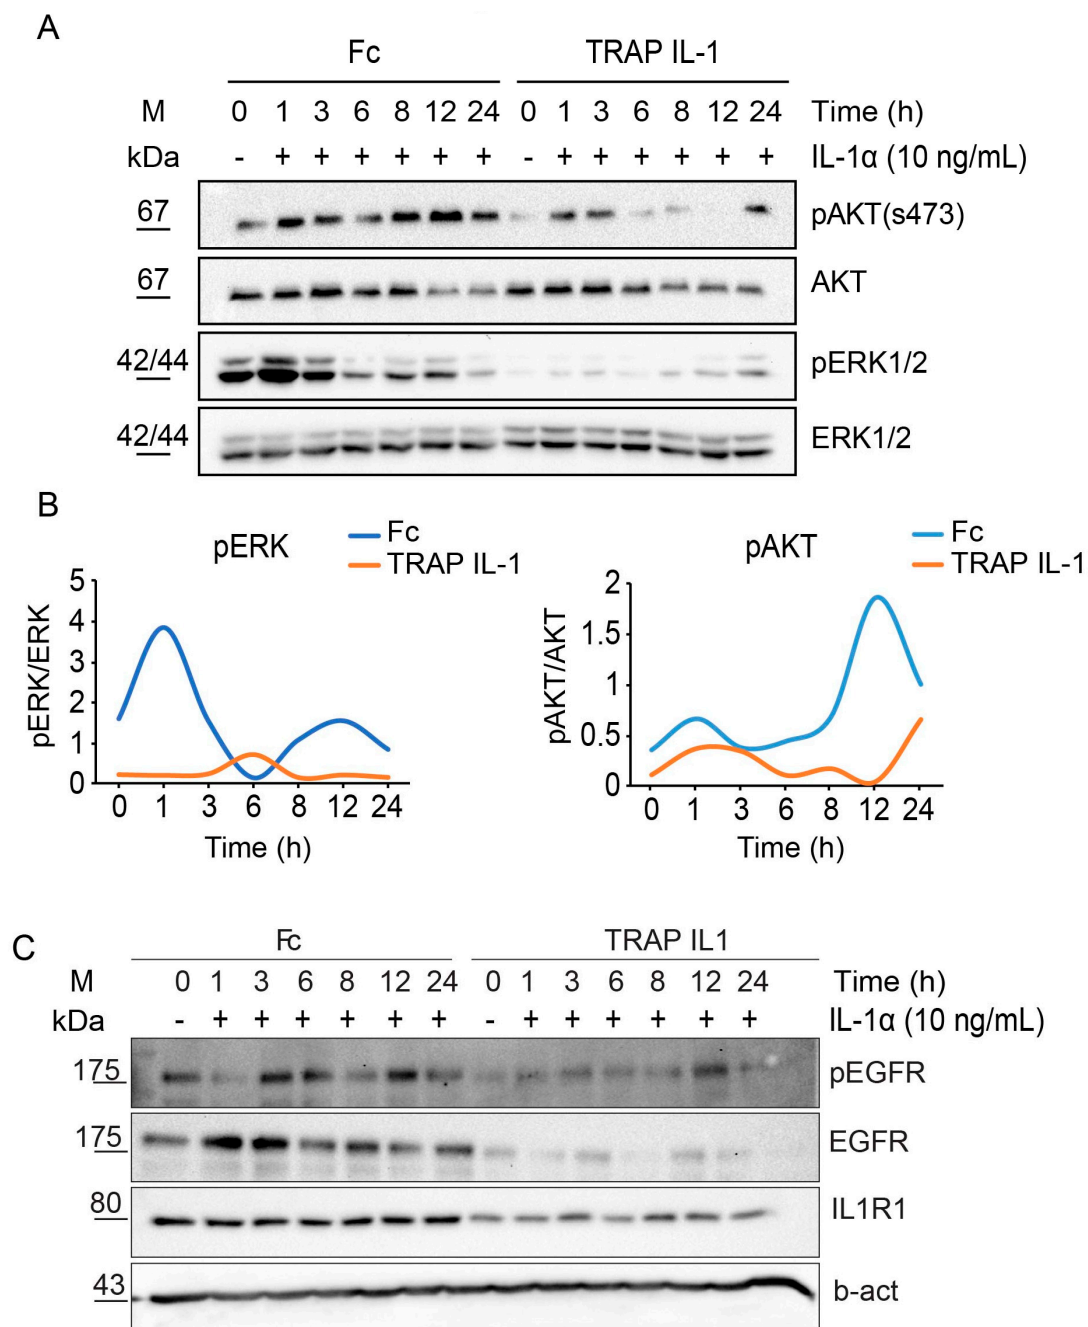 A
Fc TRAP IL-1
M 0 1 3 6 8 12 24 0 1 3 6 8 12 24 Time (h)
kDa - + + + + + + - + + + + + + IL-1α (10 ng/mL)
67 pAKT(s473)
67 AKT
42/44 pERK1/2
42/44 ERK1/2
B
pERK
Fc
TRAP IL-1
pERK/ERK
5
4
3
2
1
0
0 1 3 6 8 12 24
Time (h)
pAKT
Fc
TRAP IL-1
pAKT/AKT
2
1.5
1
0.5
0
0 1 3 6 8 12 24
Time (h)
C
Fc TRAP IL1
M 0 1 3 6 8 12 24 0 1 3 6 8 12 24 Time (h)
kDa - + + + + + + - + + + + + + IL-1α (10 ng/mL)
175 pEGFR
175 EGFR
80 IL1R1
43 b-act